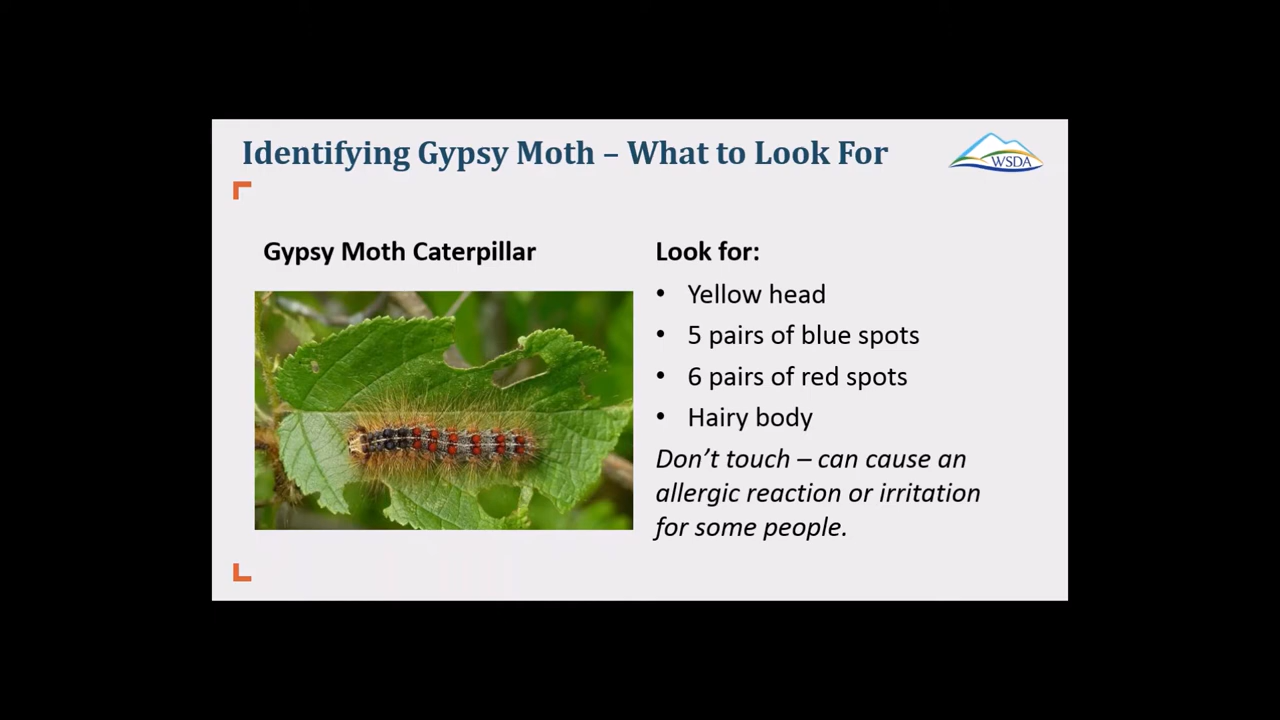 Identifying Gypsy Moth – What to Look For
WSDA
Gypsy Moth Caterpillar
Look for:
• Yellow head
• 5 pairs of blue spots
• 6 pairs of red spots
• Hairy body
Don’t touch – can cause an
allergic reaction or irritation
for some people.